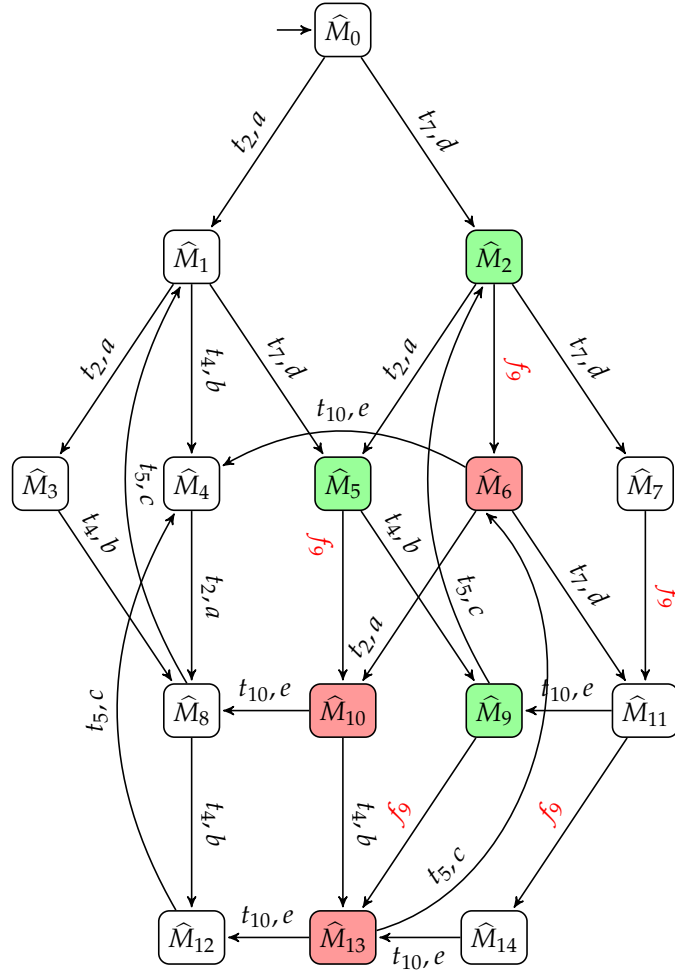 M̂₀
t₂, a
t₇, d
M̂₁
M̂₂
t₂, a
t₄, b
t₇, d
t₂, a
f₉
t₇, d
t₁₀, e
M̂₃
M̂₄
t₅, c
M̂₅
M̂₆
M̂₇
t₄, b
t₂, a
f₉
t₄, b
t₂, a
t₅, c
t₇, d
f₉
t₅, c
M̂₈
t₁₀, e
M̂₁₀
M̂₉
t₁₀, e
M̂₁₁
t₄, b
t₄, b
f₉
t₅, c
f₉
M̂₁₂
t₁₀, e
M̂₁₃
t₁₀, e
M̂₁₄